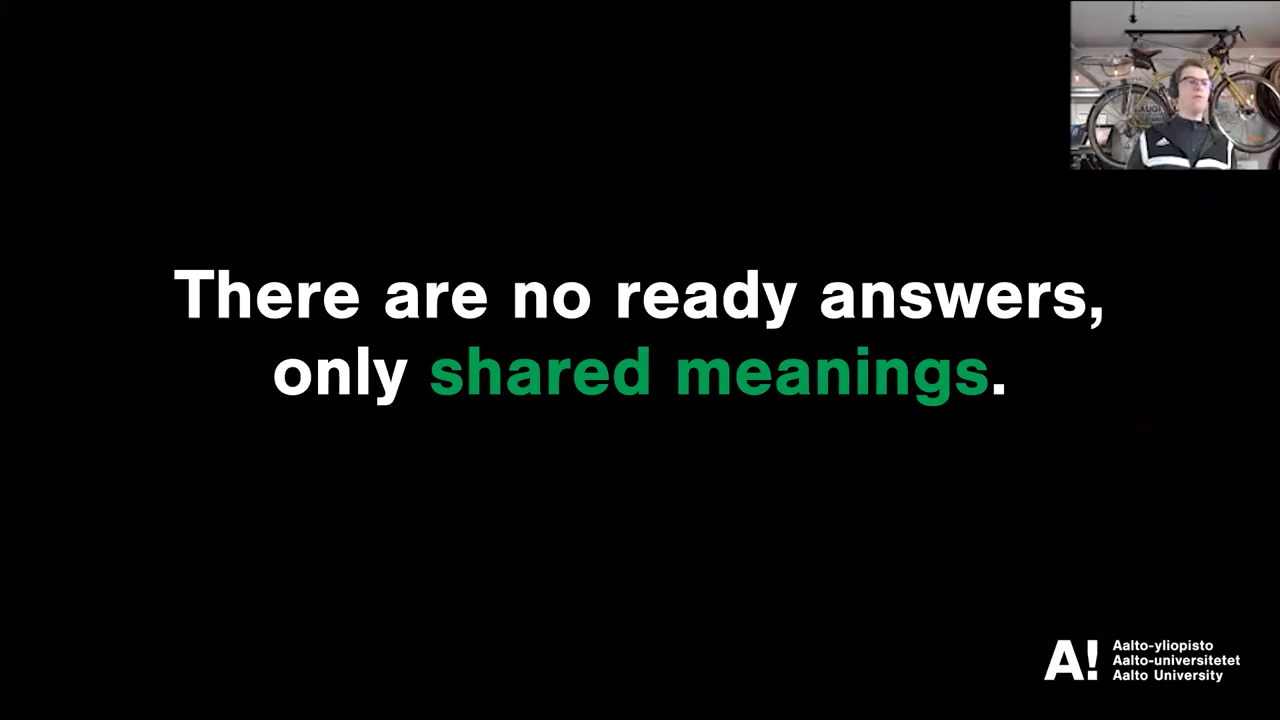 There are no ready answers,
only shared meanings.
A!
Aalto-yliopisto
Aalto-universitetet
Aalto University